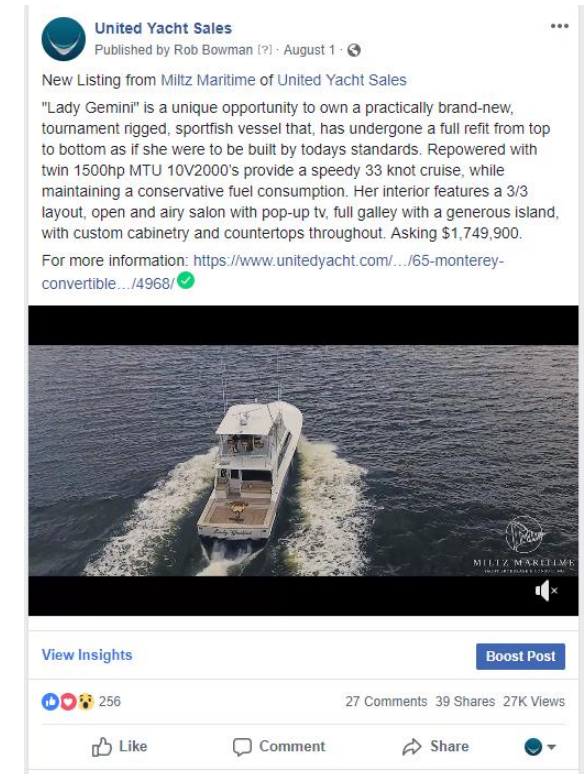 United Yacht Sales
Published by Rob Bowman [?] · August 1 ·
New Listing from Miltz Maritime of United Yacht Sales
"Lady Gemini" is a unique opportunity to own a practically brand-new,
tournament rigged, sportfish vessel that, has undergone a full refit from top
to bottom as if she were to be built by todays standards. Repowered with
twin 1500hp MTU 10V2000's provide a speedy 33 knot cruise, while
maintaining a conservative fuel consumption. Her interior features a 3/3
layout, open and airy salon with pop-up tv, full galley with a generous island,
with custom cabinetry and countertops throughout. Asking $1,749,900.
For more information: https://www.unitedyacht.com/.../65-monterey-
convertible.../4968/
MILTZ MARITIME
View Insights
Boost Post
256
27 Comments 39 Shares 27K Views
Like Comment Share